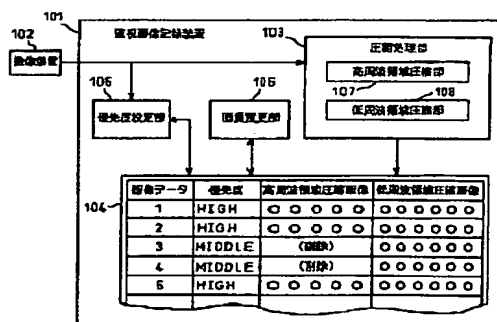 101
監視画像記録装置
102
撮像装置
103
圧縮処理部
高周波領域圧縮部
107
108
低周波領域圧縮部
106
優先度設定部
105
画質変更部
104
画像データ 優先度 高周波領域圧縮画像 低周波領域圧縮画像
1 HIGH ○ ○ ○ ○ ○ ○ ○ ○ ○ ○ ○
2 HIGH ○ ○ ○ ○ ○ ○ ○ ○ ○ ○ ○
3 MIDDLE (削除) ○ ○ ○ ○ ○ ○
4 MIDDLE (削除) ○ ○ ○ ○ ○ ○
5 HIGH ○ ○ ○ ○ ○ ○ ○ ○ ○ ○ ○